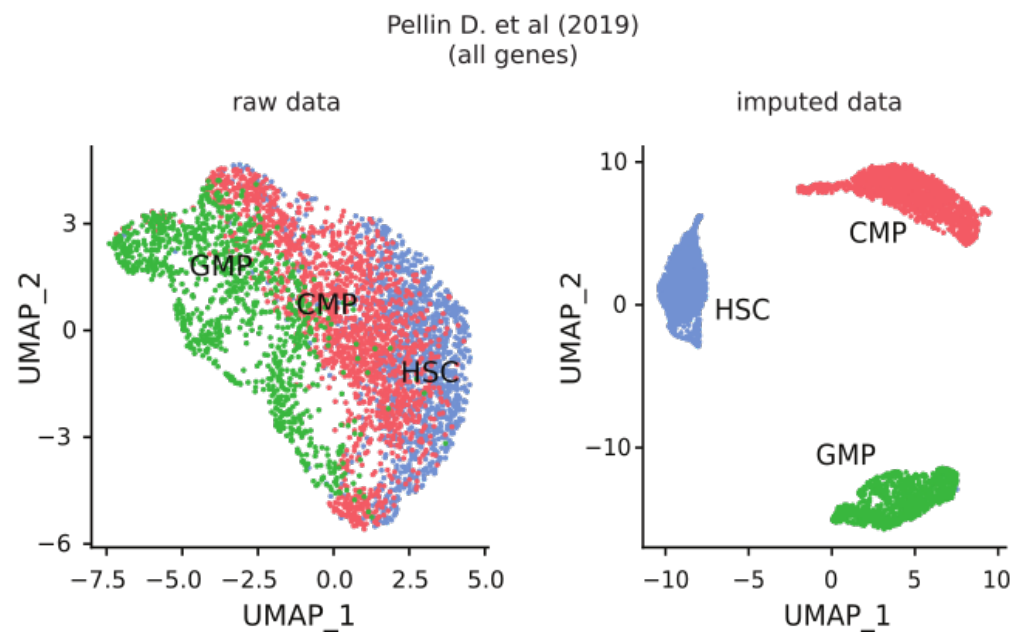 Pellin D. et al (2019)
(all genes)
raw data
3
0
−3
−6
UMAP_2
GMP
CMP
HSC
−7.5 −5.0 −2.5 0.0 2.5 5.0
UMAP_1
imputed data
10
0
−10
UMAP_2
CMP
HSC
GMP
−10 −5 0 5 10
UMAP_1